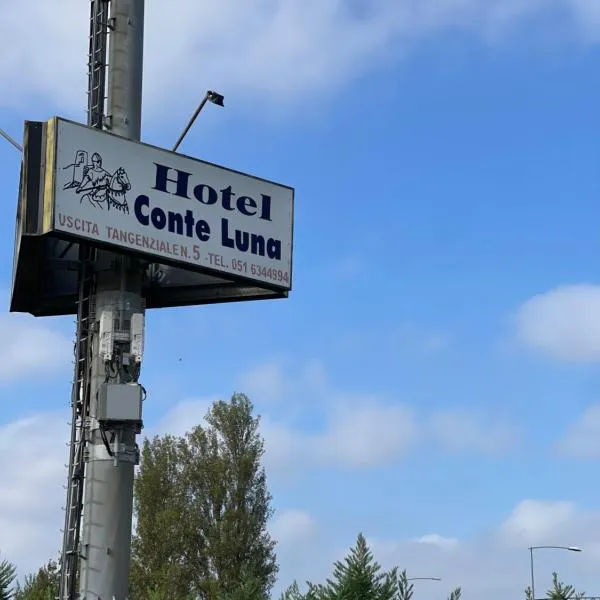 Hotel
Conte Luna
USCITA TANGENZIALE N. 5 - TEL. 051 6344994